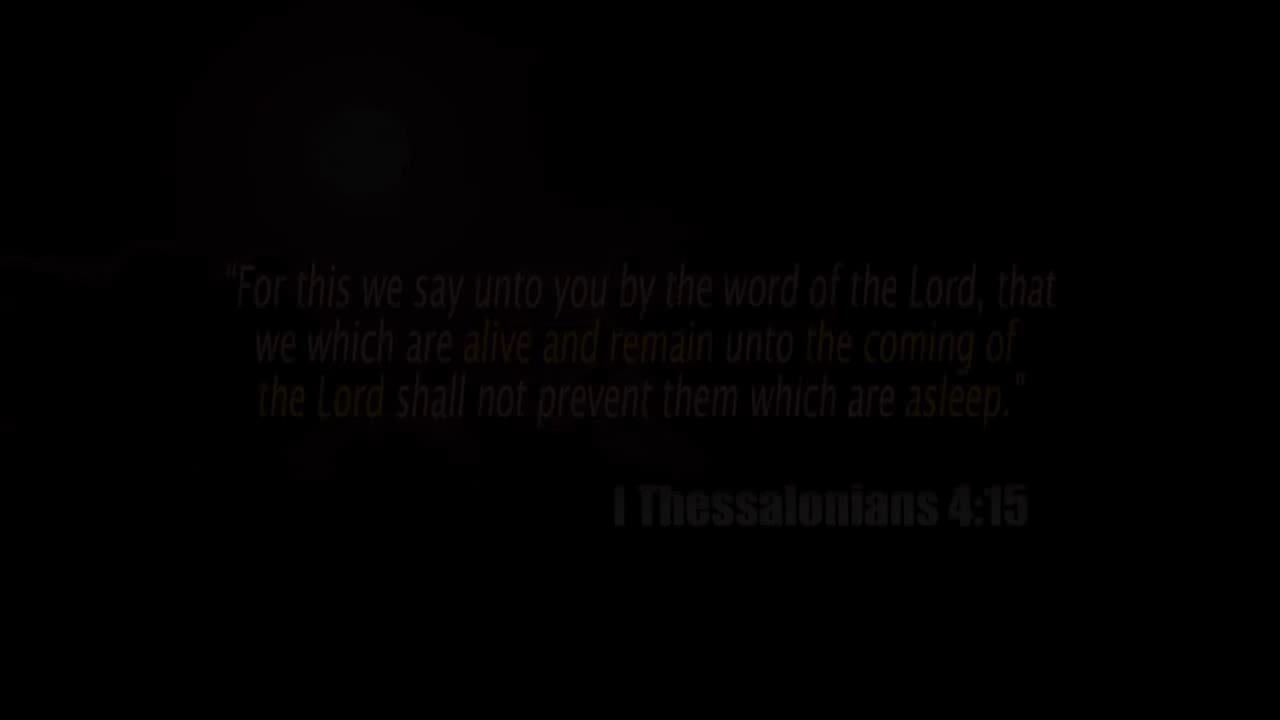 "For this we say unto you by the word of the Lord, that
we which are alive and remain unto the coming of
the Lord shall not prevent them which are asleep."
I Thessalonians 4:15